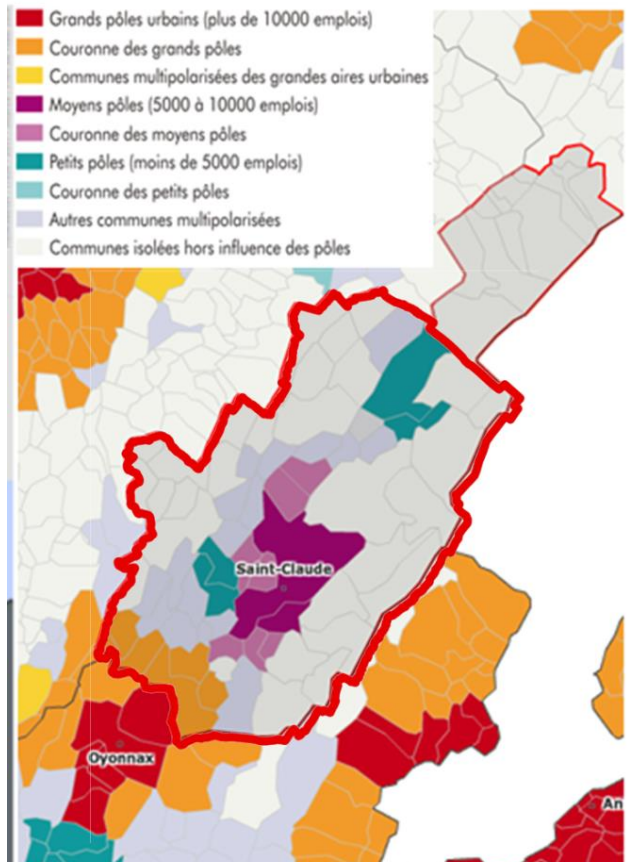 Grands pôles urbains (plus de 10000 emplois)
Couronne des grands pôles
Communes multipolarisées des grandes aires urbaines
Moyens pôles (5000 à 10000 emplois)
Couronne des moyens pôles
Petits pôles (moins de 5000 emplois)
Couronne des petits pôles
Autres communes multipolarisées
Communes isolées hors influence des pôles
Saint-Claude
Oyonnax
An